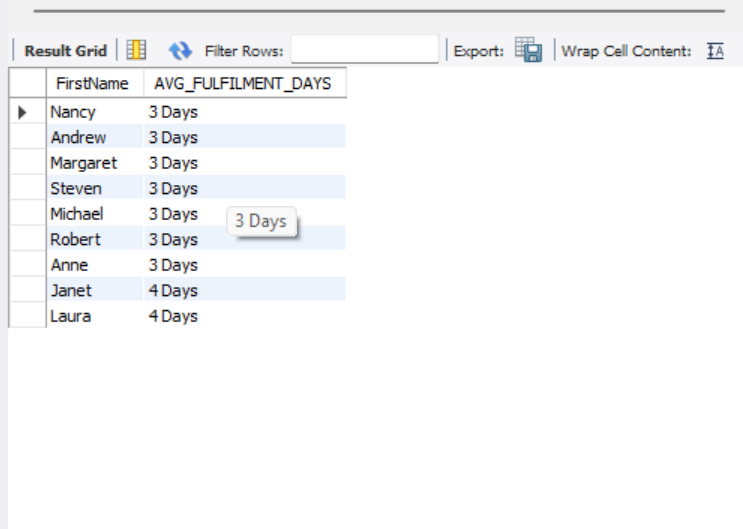 Result Grid Filter Rows: Export: Wrap Cell Content: IA
FirstName AVG_FULFILMENT_DAYS
Nancy 3 Days
Andrew 3 Days
Margaret 3 Days
Steven 3 Days
Michael 3 Days
3 Days
Robert 3 Days
Anne 3 Days
Janet 4 Days
Laura 4 Days